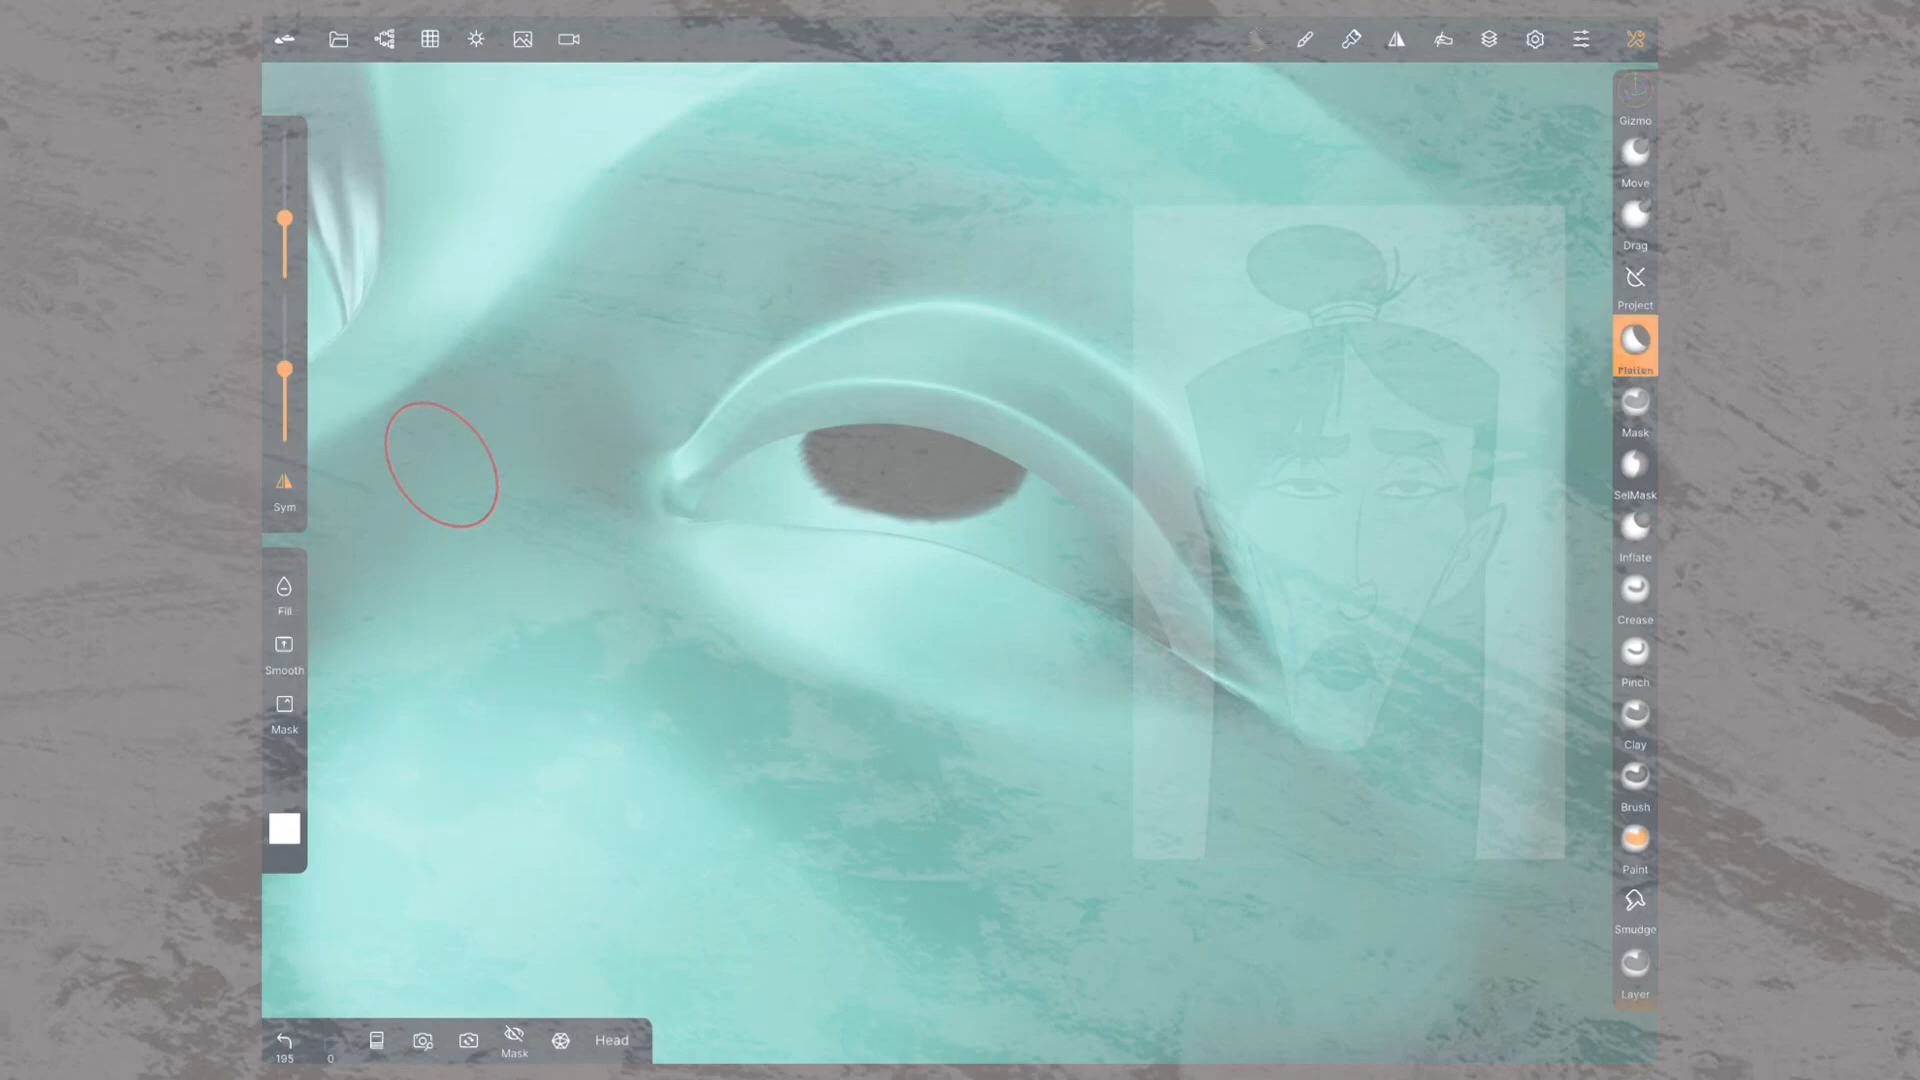 Gizmo
Move
Drag
Project
Flatten
Mask
SelMask
Inflate
Crease
Pinch
Clay
Brush
Paint
Smudge
Layer
Sym
Fill
Smooth
Mask
195
0
Mask
Head